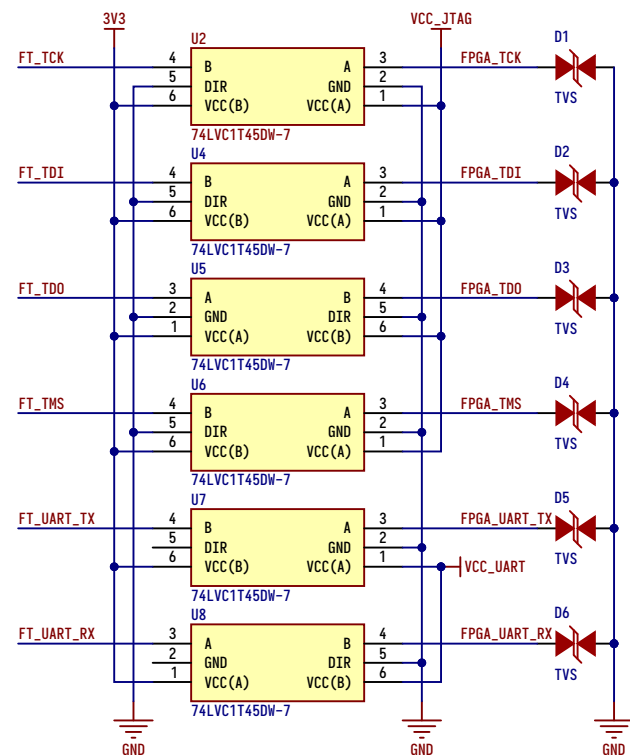 3V3 VCC_JTAG
U2 D1
FT_TCK 4 B A 3 FPGA_TCK
5 DIR GND 2
6 VCC(B) VCC(A) 1 TVS
74LVC1T45DW-7
U4 D2
FT_TDI 4 B A 3 FPGA_TDI
5 DIR GND 2
6 VCC(B) VCC(A) 1 TVS
74LVC1T45DW-7
U5 D3
FT_TDO 3 A B 4 FPGA_TDO
2 GND DIR 5
1 VCC(A) VCC(B) 6 TVS
74LVC1T45DW-7
U6 D4
FT_TMS 4 B A 3 FPGA_TMS
5 DIR GND 2
6 VCC(B) VCC(A) 1 TVS
74LVC1T45DW-7
U7 D5
FT_UART_TX 4 B A 3 FPGA_UART_TX
5 DIR GND 2
6 VCC(B) VCC(A) 1 VCC_UART TVS
74LVC1T45DW-7
U8 D6
FT_UART_RX 3 A B 4 FPGA_UART_RX
2 GND DIR 5
1 VCC(A) VCC(B) 6 TVS
74LVC1T45DW-7
GND GND GND